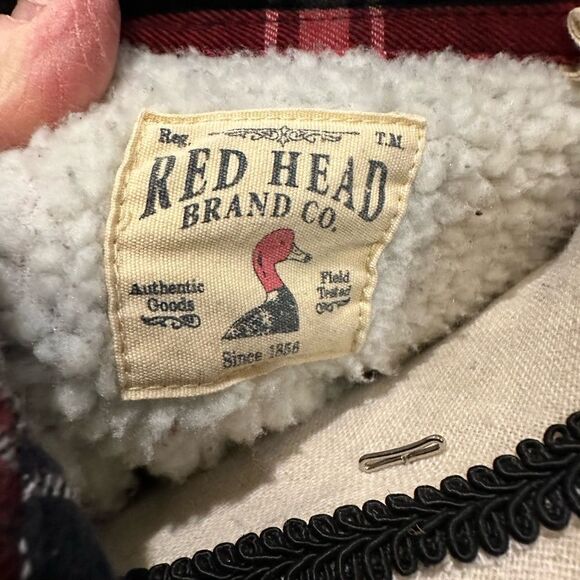 Reg. T.M.
RED HEAD
BRAND CO.
Authentic Goods
Field Tested
Since 1856